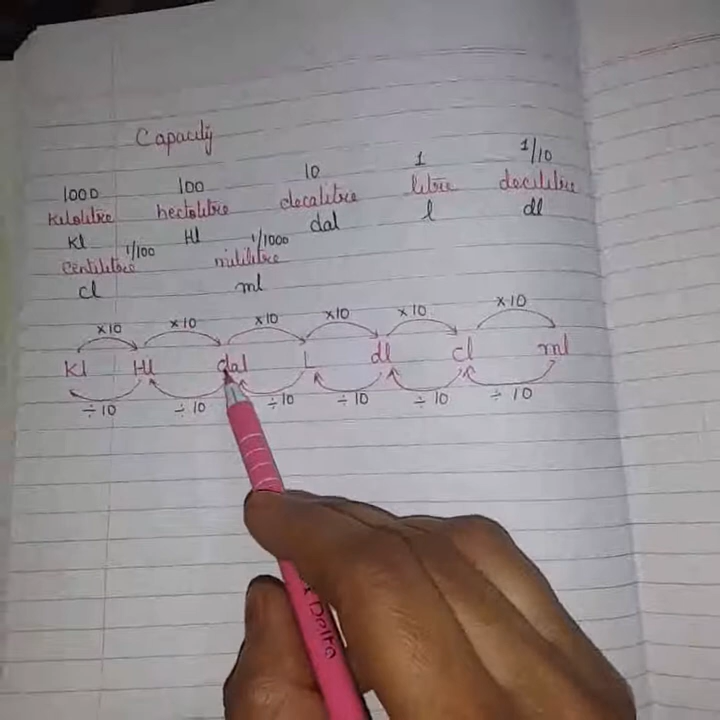 Capacity
1000 100 10 1 1/10
kilolitre hectolitre decalitre litre decilitre
Kl Hl dal l dl
1/100 1/1000
centilitre millilitre
cl ml
×10 ×10 ×10 ×10 ×10 ×10
Kl Hl dal l dl cl ml
÷10 ÷10 ÷10 ÷10 ÷10 ÷10
Delta